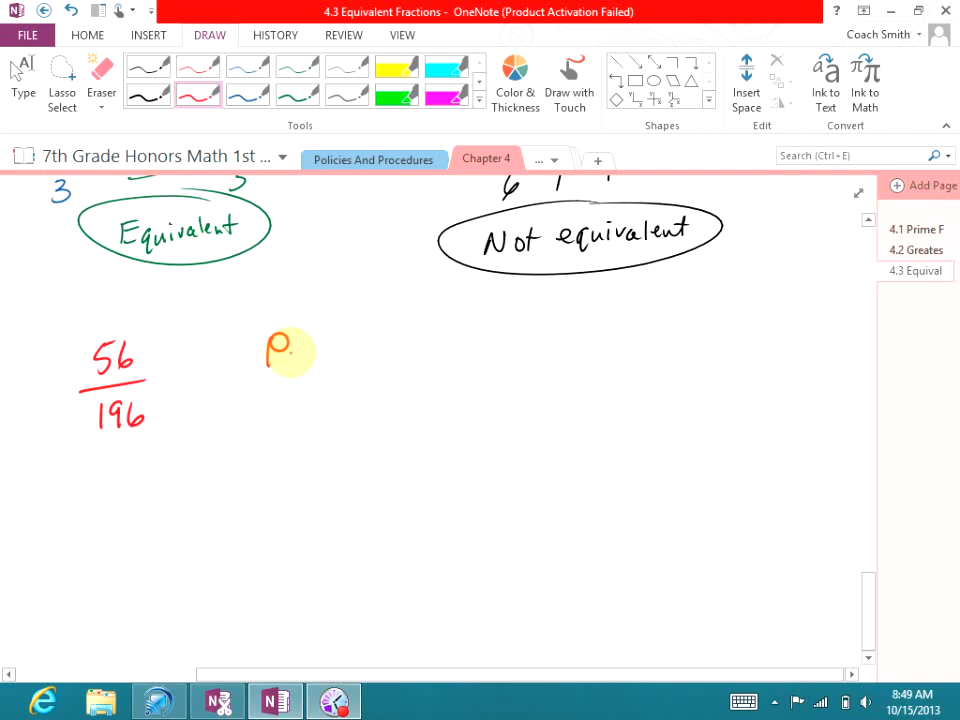 4.3 Equivalent Fractions - OneNote (Product Activation Failed)
FILE HOME INSERT DRAW HISTORY REVIEW VIEW Coach Smith
Type Lasso Select Eraser Color & Thickness Draw with Touch Insert Space Ink to Text Ink to Math
Tools Shapes Edit Convert
7th Grade Honors Math 1st ... Policies And Procedures Chapter 4 ... Search (Ctrl+E)
Add Page
4.1 Prime F
4.2 Greates
4.3 Equival
3 3 6
Equivalent
Not equivalent
56
196
P
8:49 AM
10/15/2013